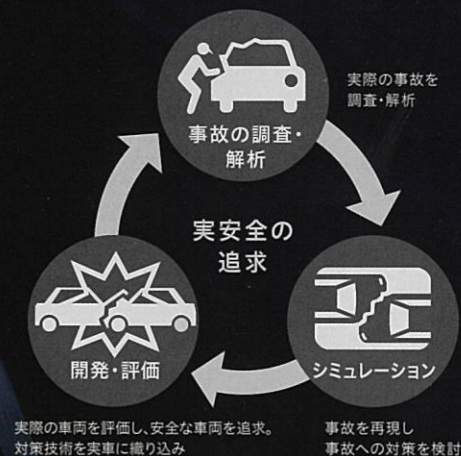 実際の事故を
調査・解析
事故の調査・
解析
実安全の
追求
シミュレーション
事故を再現し
事故への対策を検討
開発・評価
実際の車両を評価し、安全な車両を追求。
対策技術を実車に織り込み